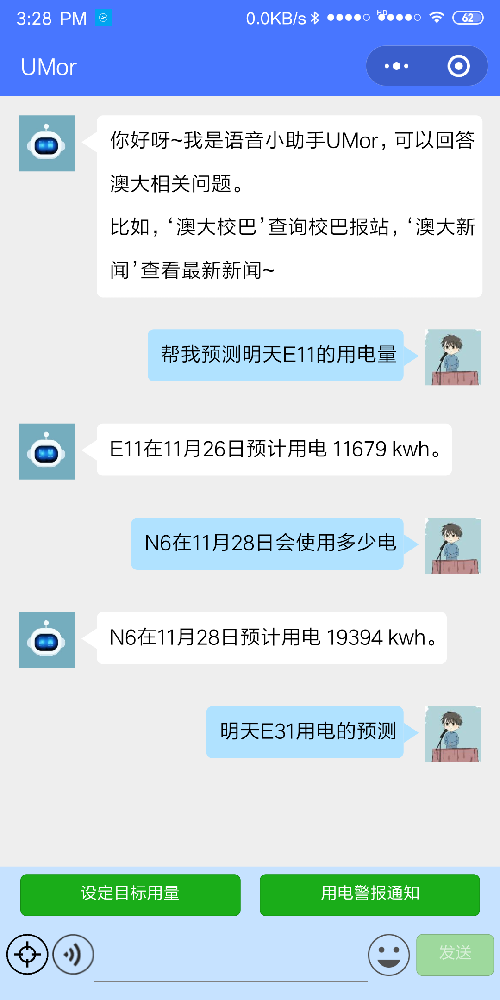 3:28 PM
0.0KB/s
HD
62
UMor
你好呀~我是语音小助手UMor, 可以回答
澳大相关问题。
比如, ‘澳大校巴’查询校巴报站, ‘澳大新
闻’查看最新新闻~
帮我预测明天E11的用电量
E11在11月26日预计用电 11679 kwh。
N6在11月28日会使用多少电
N6在11月28日预计用电 19394 kwh。
明天E31用电的预测
设定目标用量
用电警报通知
发送